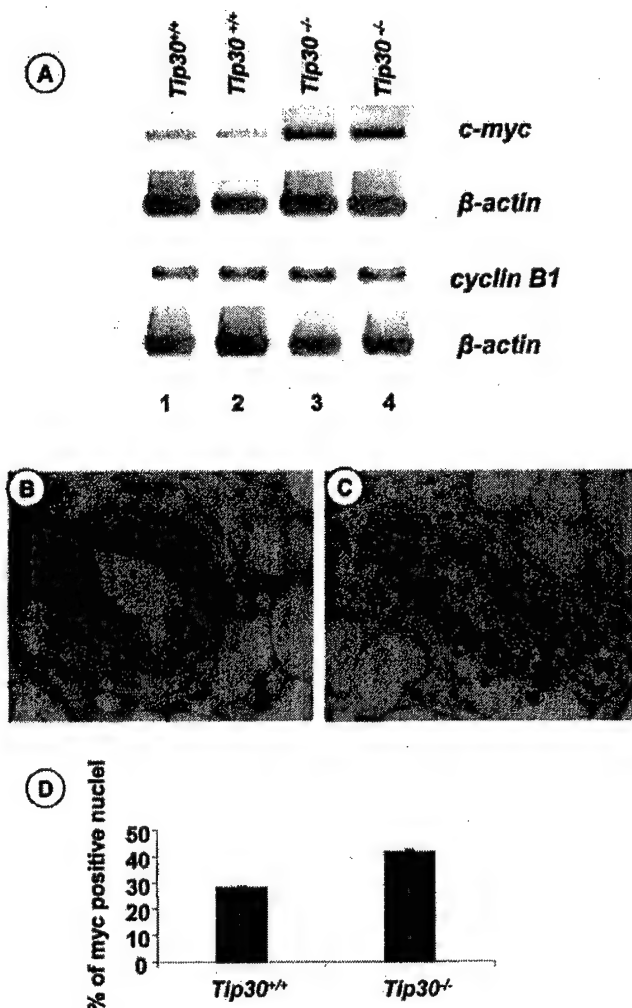 A
Tip30+/+ Tip30+/+ Tip30-/- Tip30-/-
c-myc
β-actin
cyclin B1
β-actin
1 2 3 4
B C
D
% of myc positive nuclei
50
40
30
20
10
0
Tip30+/+ Tip30-/-